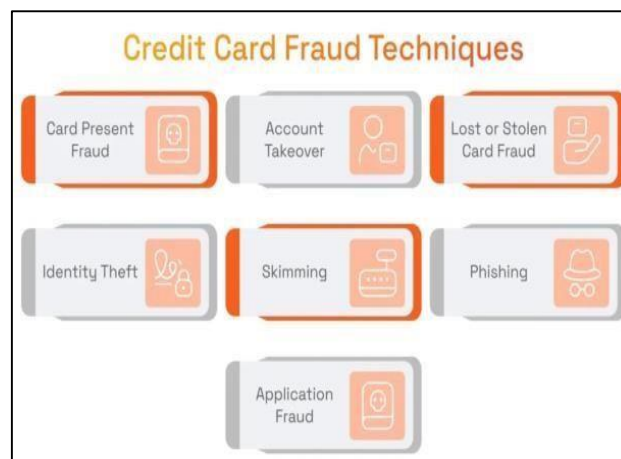 Credit Card Fraud Techniques
Card Present
Fraud
Account
Takeover
Lost or Stolen
Card Fraud
Identity Theft
Skimming
Phishing
Application
Fraud